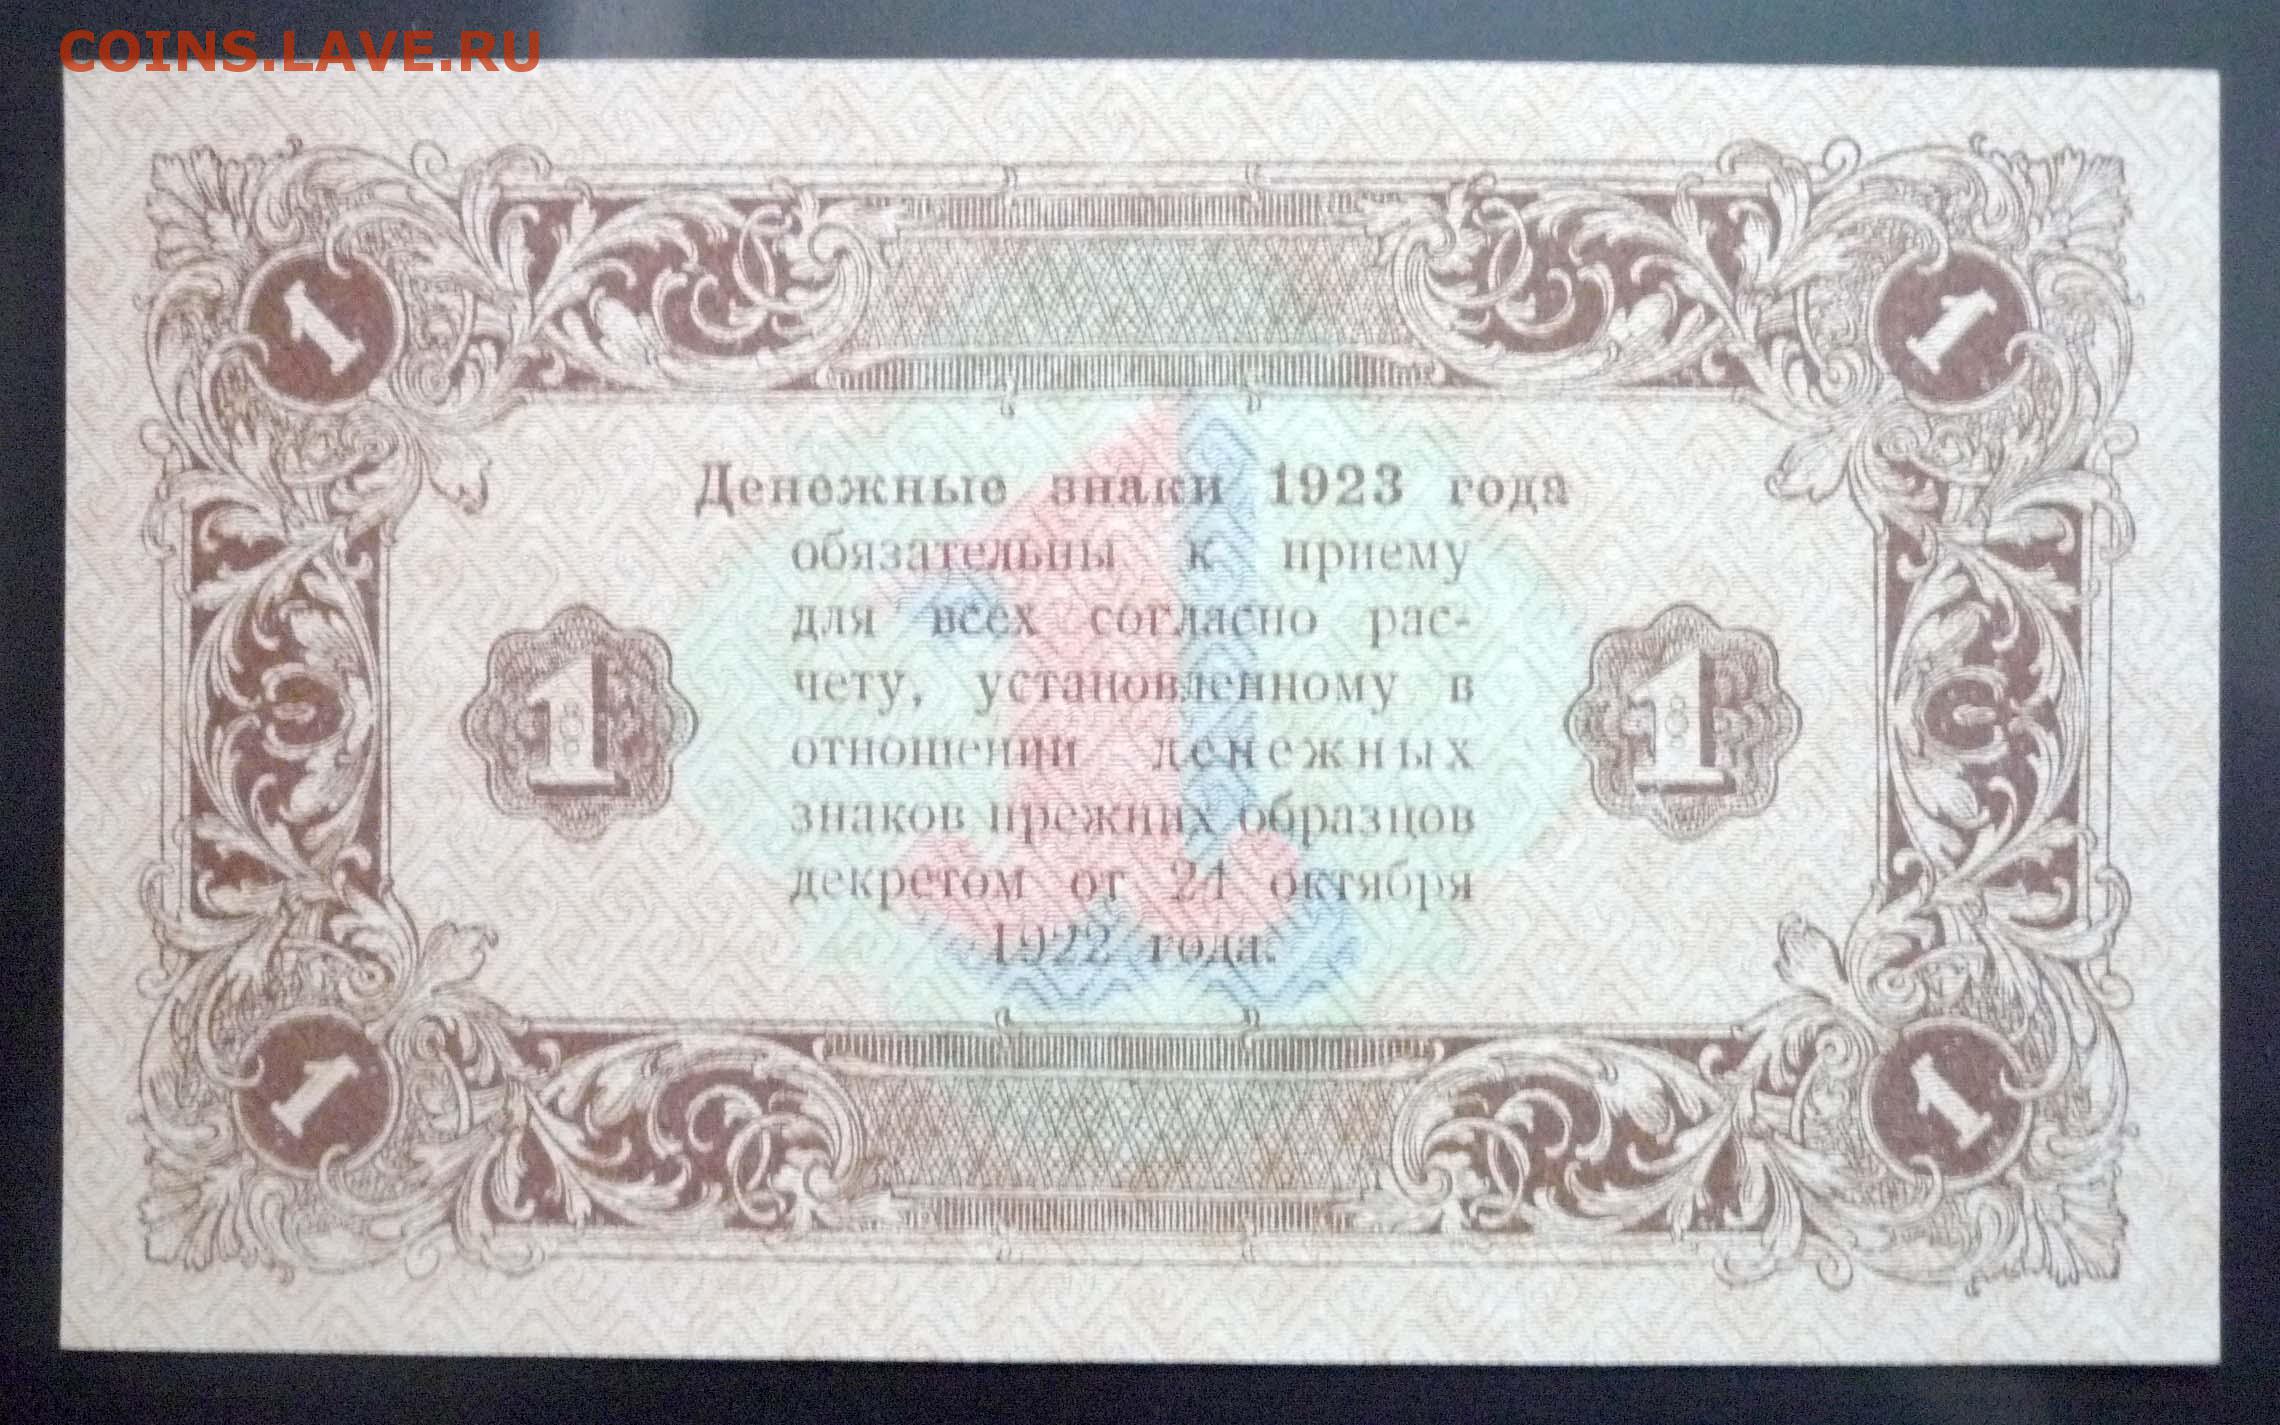 COINS.LAVE.RU
1 1
Денежные знаки 1923 года
обязательны к приему
для всех согласно рас-
чету, установленному в
отношении денежных
знаков прежних образцов
декретом от 24 октября
1922 года.
1 1 1
1 1